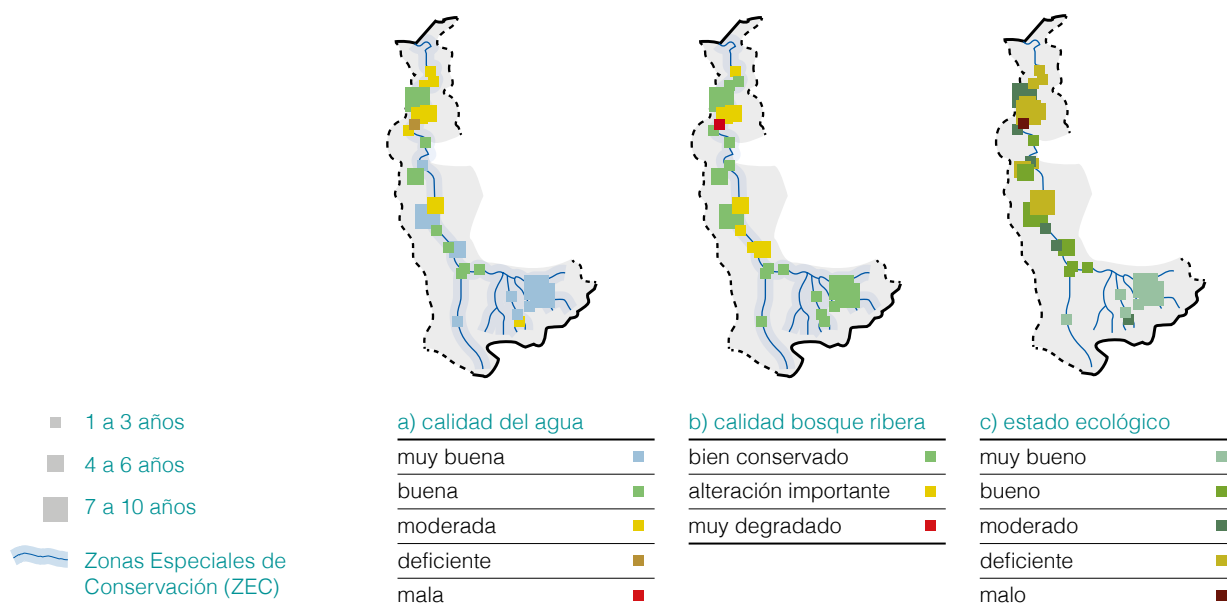 1 a 3 años
4 a 6 años
7 a 10 años
Zonas Especiales de
Conservación (ZEC)
a) calidad del agua
muy buena
buena
moderada
deficiente
mala
b) calidad bosque ribera
bien conservado
alteración importante
muy degradado
c) estado ecológico
muy bueno
bueno
moderado
deficiente
malo